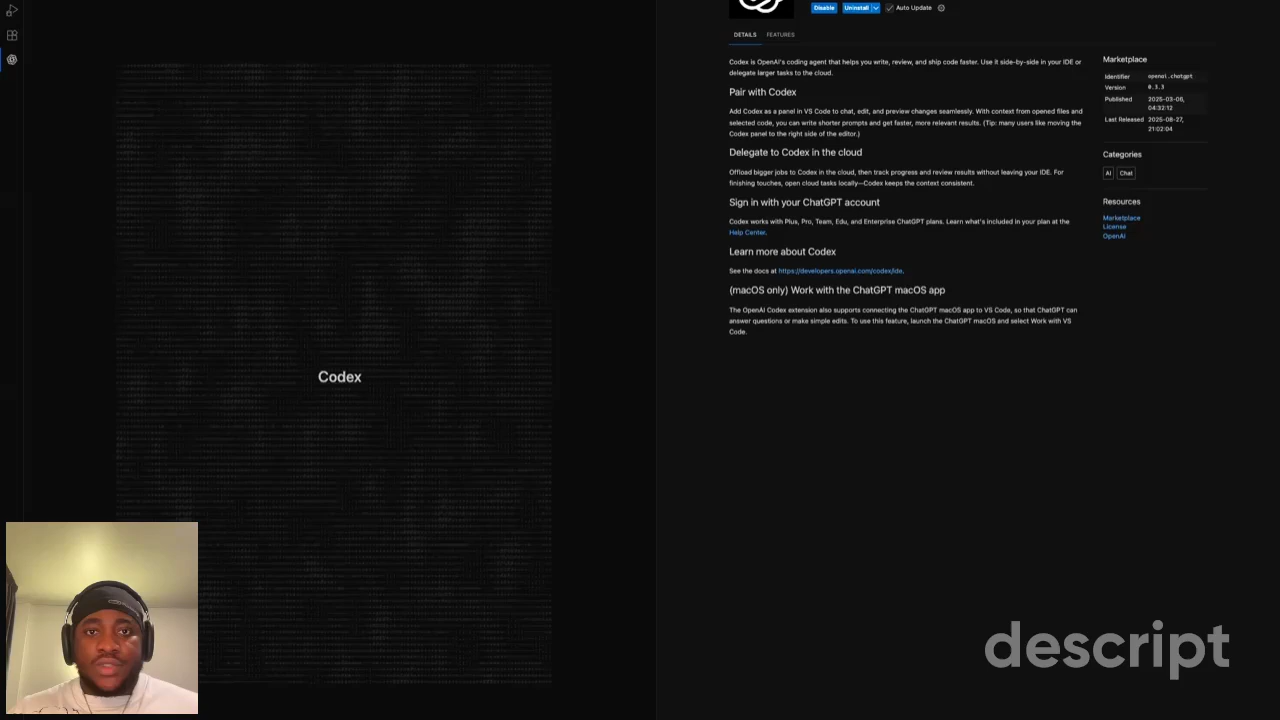 Disable
Uninstall
Auto Update
DETAILS
FEATURES
Codex is OpenAI's coding agent that helps you write, review, and ship code faster. Use it side-by-side in your IDE or
delegate larger tasks to the cloud.
Pair with Codex
Add Codex as a panel in VS Code to chat, edit, and preview changes seamlessly. With context from opened files and
selected code, you can write shorter prompts and get faster, more relevant results. (Tip: many users like moving the
Codex panel to the right side of the editor.)
Delegate to Codex in the cloud
Offload bigger jobs to Codex in the cloud, then track progress and review results without leaving your IDE. For
finishing touches, open cloud tasks locally—Codex keeps the context consistent.
Sign in with your ChatGPT account
Codex works with Plus, Pro, Team, Edu, and Enterprise ChatGPT plans. Learn what's included in your plan at the
Help Center.
Learn more about Codex
See the docs at https://developers.openai.com/codex/ide.
(macOS only) Work with the ChatGPT macOS app
The OpenAI Codex extension also supports connecting the ChatGPT macOS app to VS Code, so that ChatGPT can
answer questions or make simple edits. To use this feature, launch the ChatGPT macOS and select Work with VS
Code.
Marketplace
Identifier openai.chatgpt
Version 0.3.3
Published 2025-03-06,
04:32:12
Last Released 2025-08-27,
21:02:04
Categories
AI
Chat
Resources
Marketplace
License
OpenAI
Codex
descript